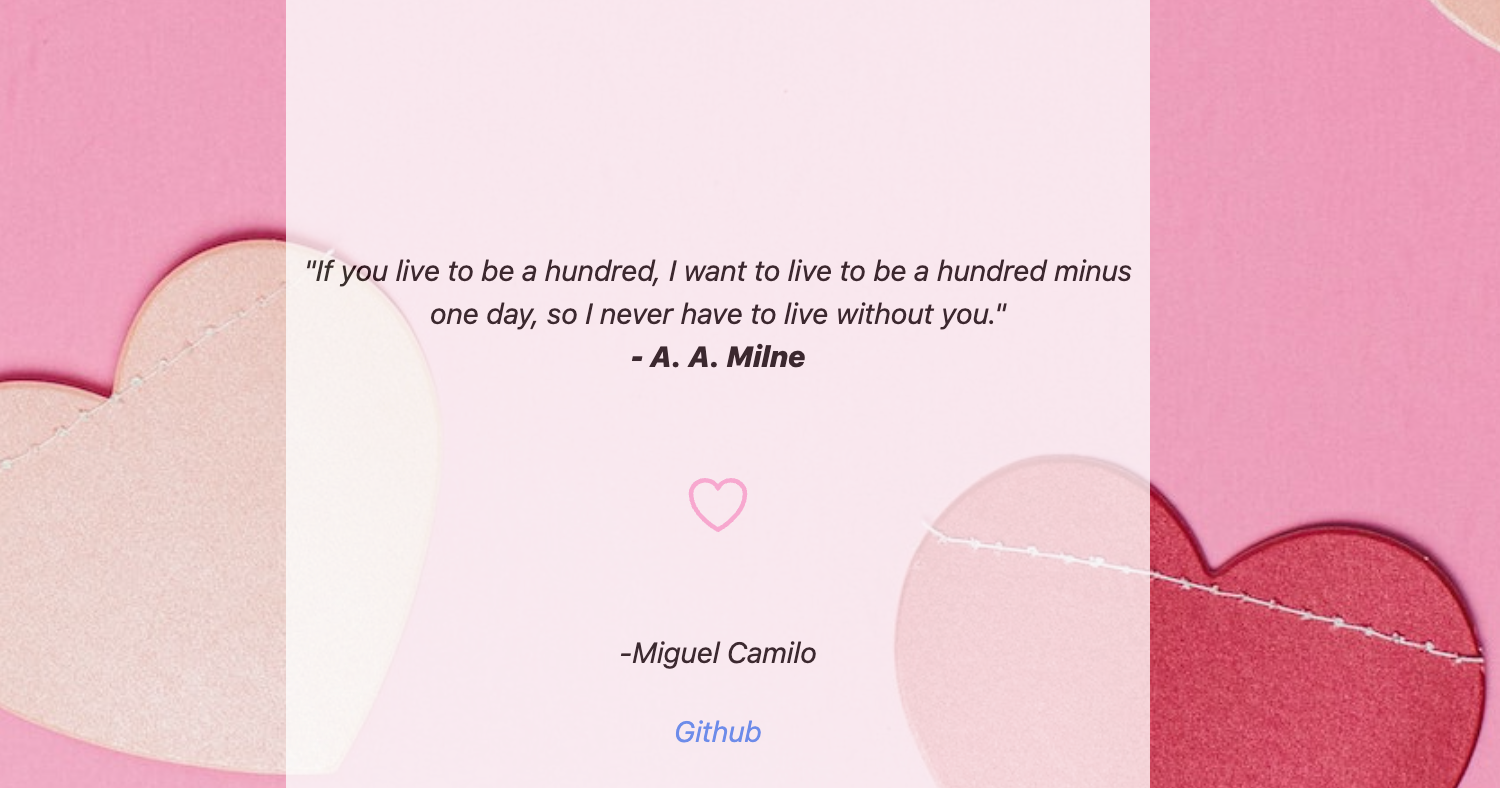 "If you live to be a hundred, I want to live to be a hundred minus
one day, so I never have to live without you."
- A. A. Milne
-Miguel Camilo
Github